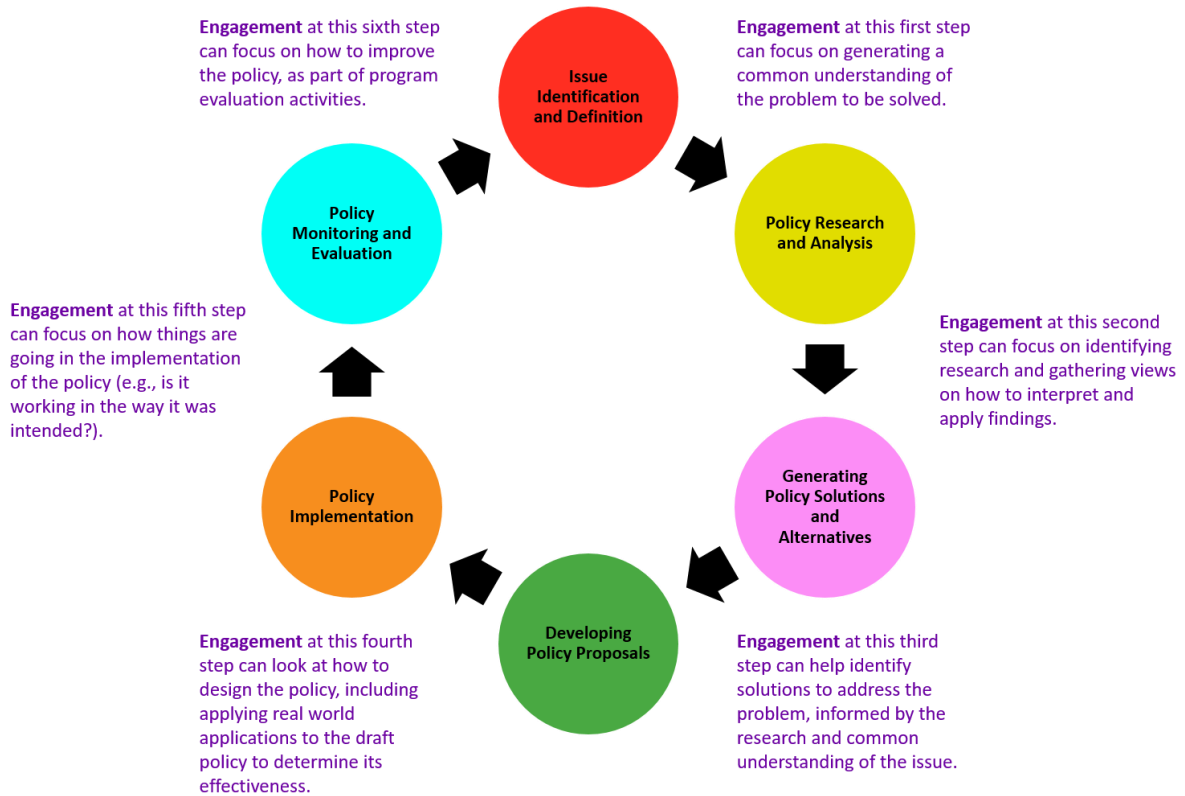 Issue
Identification
and Definition
Engagement at this first step
can focus on generating a
common understanding of
the problem to be solved.
Policy Research
and Analysis
Engagement at this second
step can focus on identifying
research and gathering views
on how to interpret and
apply findings.
Generating
Policy Solutions
and
Alternatives
Engagement at this third
step can help identify
solutions to address the
problem, informed by the
research and common
understanding of the issue.
Developing
Policy Proposals
Engagement at this fourth
step can look at how to
design the policy, including
applying real world
applications to the draft
policy to determine its
effectiveness.
Policy
Implementation
Engagement at this fifth step
can focus on how things are
going in the implementation
of the policy (e.g., is it
working in the way it was
intended?).
Policy
Monitoring and
Evaluation
Engagement at this sixth step
can focus on how to improve
the policy, as part of program
evaluation activities.